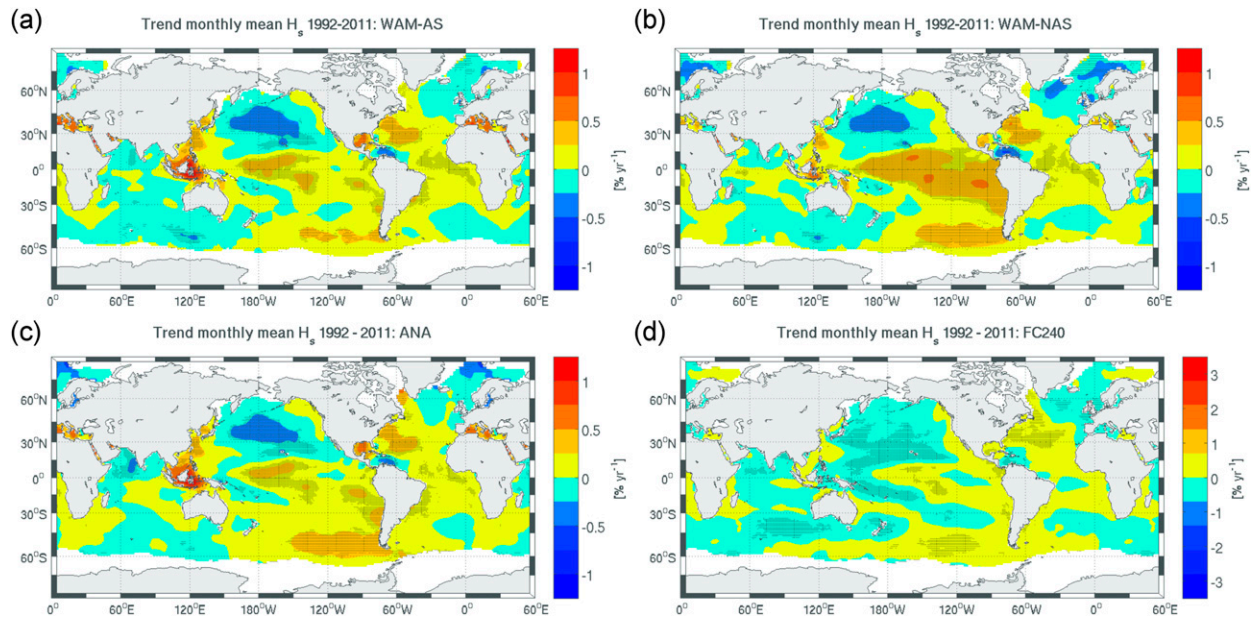 (a)
Trend monthly mean H_s 1992-2011: WAM-AS
60°N
30°N
0°
30°S
60°S
0° 60°E 120°E 180°W 120°W 60°W 0° 60°E
1
0.5
0
-0.5
-1
[% yr⁻¹]
(b)
Trend monthly mean H_s 1992-2011: WAM-NAS
60°N
30°N
0°
30°S
60°S
0° 60°E 120°E 180°W 120°W 60°W 0° 60°E
1
0.5
0
-0.5
-1
[% yr⁻¹]
(c)
Trend monthly mean H_s 1992 - 2011: ANA
60°N
30°N
0°
30°S
60°S
0° 60°E 120°E 180°W 120°W 60°W 0° 60°E
1
0.5
0
-0.5
-1
[% yr⁻¹]
(d)
Trend monthly mean H_s 1992 - 2011: FC240
60°N
30°N
0°
30°S
60°S
0° 60°E 120°E 180°W 120°W 60°W 0° 60°E
3
2
1
0
-1
-2
-3
[% yr⁻¹]